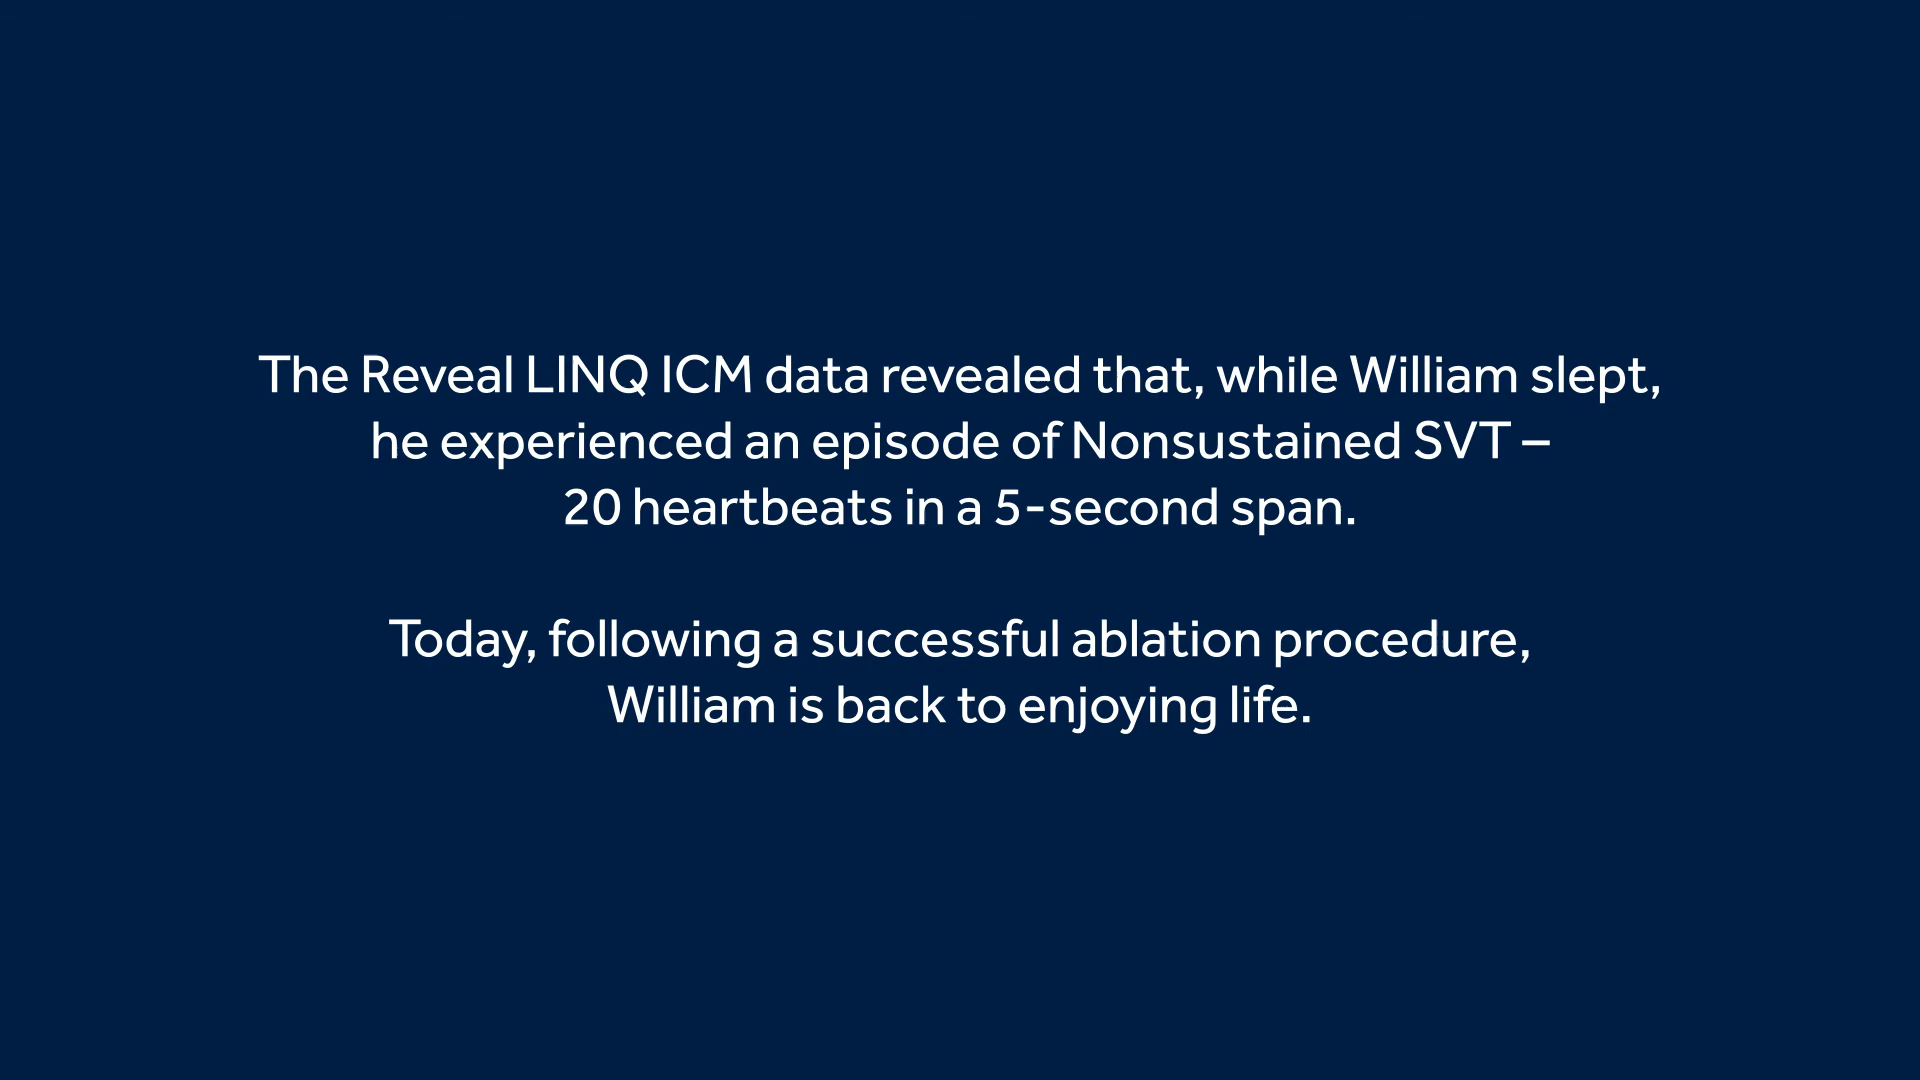 The Reveal LINQ ICM data revealed that, while William slept,
he experienced an episode of Nonsustained SVT –
20 heartbeats in a 5-second span.
Today, following a successful ablation procedure,
William is back to enjoying life.